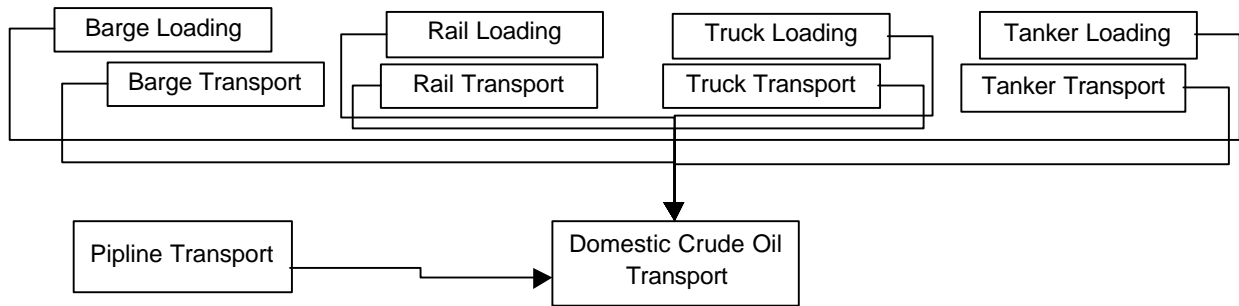 Barge Loading
Rail Loading
Truck Loading
Tanker Loading
Barge Transport
Rail Transport
Truck Transport
Tanker Transport
Pipline Transport
Domestic Crude Oil
Transport